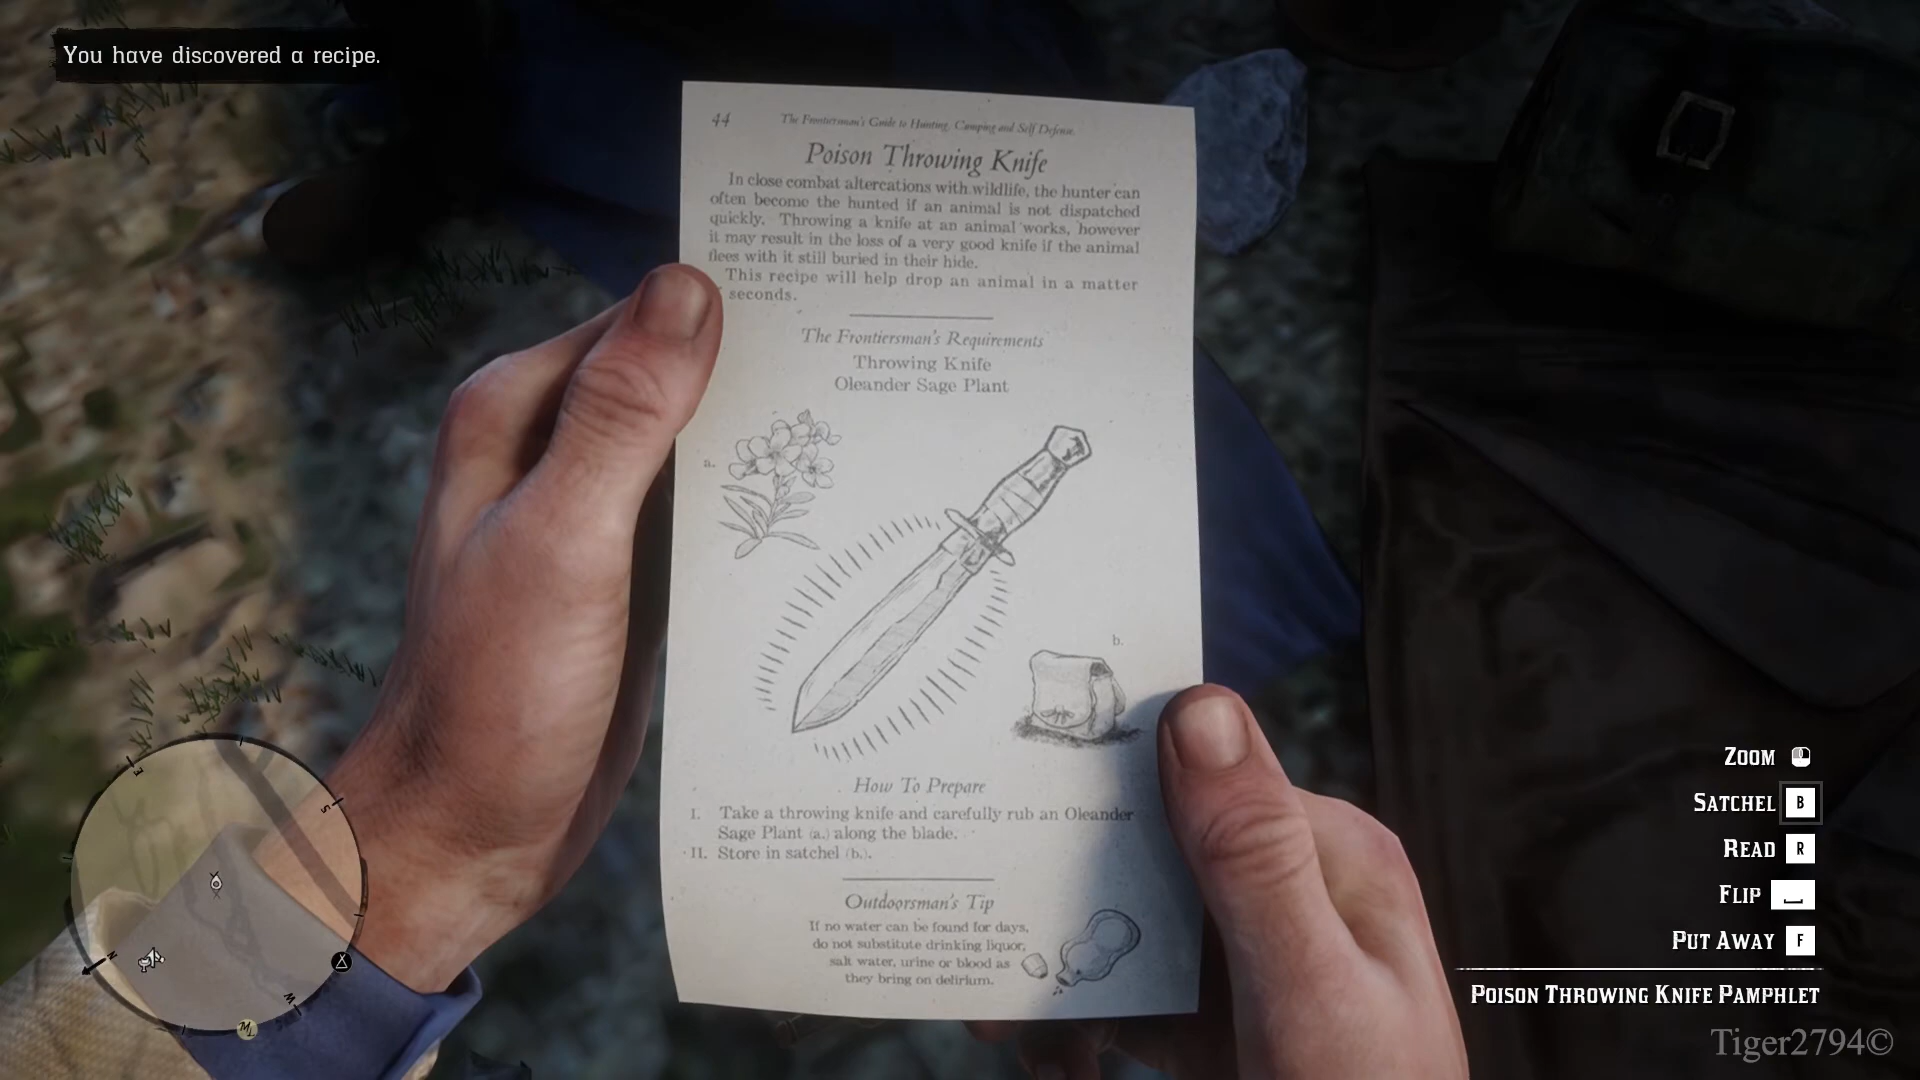 You have discovered a recipe.
44
The Frontiersman's Guide to Hunting, Camping and Self Defense.
Poison Throwing Knife
In close combat altercations with wildlife, the hunter can
often become the hunted if an animal is not dispatched
quickly. Throwing a knife at an animal works, however
it may result in the loss of a very good knife if the animal
flees with it still buried in their hide.
This recipe will help drop an animal in a matter
seconds.
The Frontiersman's Requirements
Throwing Knife
Oleander Sage Plant
a.
b.
How To Prepare
I. Take a throwing knife and carefully rub an Oleander
Sage Plant (a.) along the blade.
II. Store in satchel (b.).
Outdoorsman's Tip
If no water can be found for days,
do not substitute drinking liquor,
salt water, urine or blood as
they bring on delirium.
E
S
N
W
Zoom
Satchel B
Read R
Flip
Put Away F
Poison Throwing Knife Pamphlet
Tiger2794©